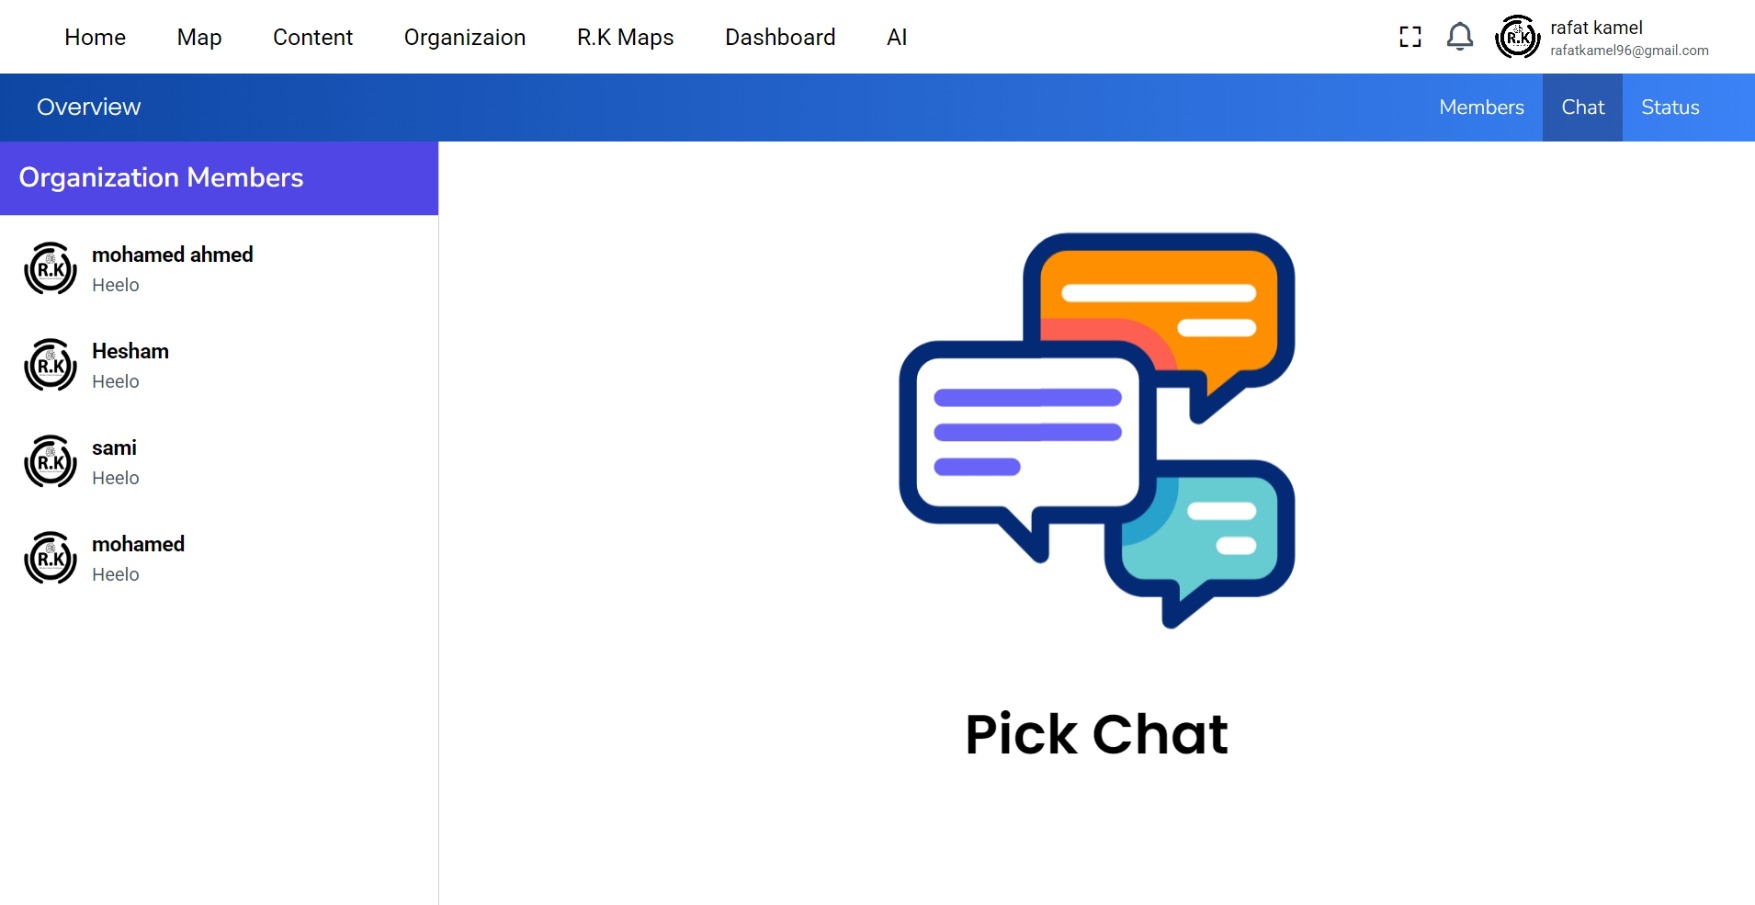 Home Map Content Organizaion R.K Maps Dashboard AI
R.K
rafat kamel
rafatkamel96@gmail.com
Overview Members Chat Status
Organization Members
R.K
mohamed ahmed
Heelo
R.K
Hesham
Heelo
R.K
sami
Heelo
R.K
mohamed
Heelo
Pick Chat